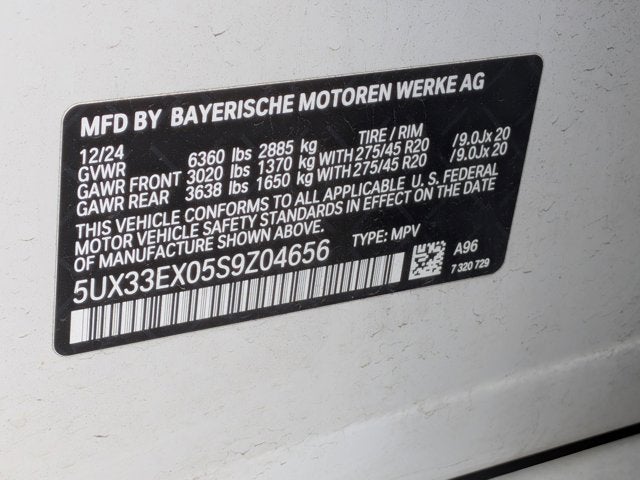 MFD BY BAYERISCHE MOTOREN WERKE AG
12/24 TIRE / RIM
GVWR 6360 lbs 2885 kg
GAWR FRONT 3020 lbs 1370 kg WITH 275/45 R20 /9.0Jx 20
GAWR REAR 3638 lbs 1650 kg WITH 275/45 R20 /9.0Jx 20
THIS VEHICLE CONFORMS TO ALL APPLICABLE U. S. FEDERAL
MOTOR VEHICLE SAFETY STANDARDS IN EFFECT ON THE DATE
OF MANUFACTURE SHOWN ABOVE.
5UX33EX05S9Z04656 TYPE: MPV A96
7 320 729